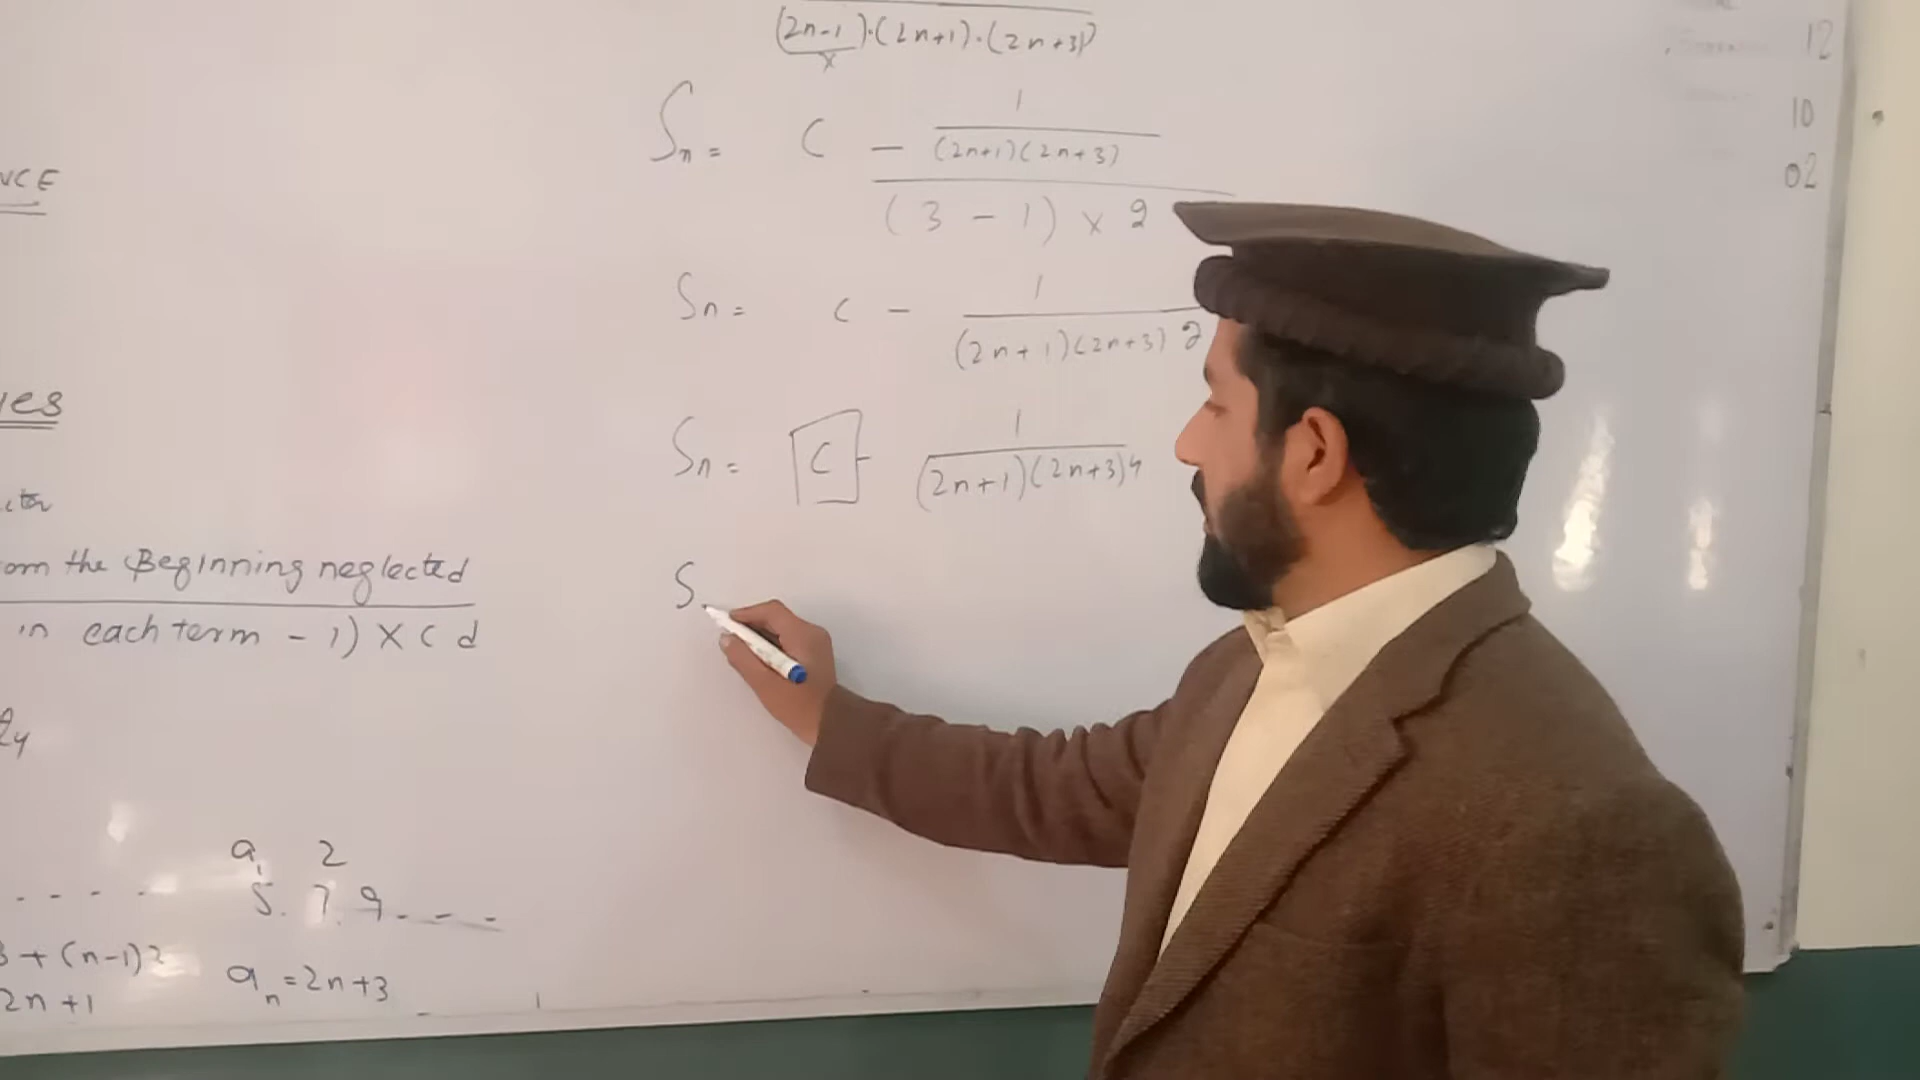 (2n-1)·(2n+1)·(2n+3)
x
Sn = C - 1
(2n+1)(2n+3)
(3 - 1) x 2
Sn = C - 1
(2n+1)(2n+3) 2
Sn = C - 1
(2n+1)(2n+3)4
S
NCE
om the Beginning neglected
in each term - 1) X C d
a1 2
- - - - 5. 7. 9 - - -
3 + (n-1)2
an = 2n+3
2n+1
12
10
02